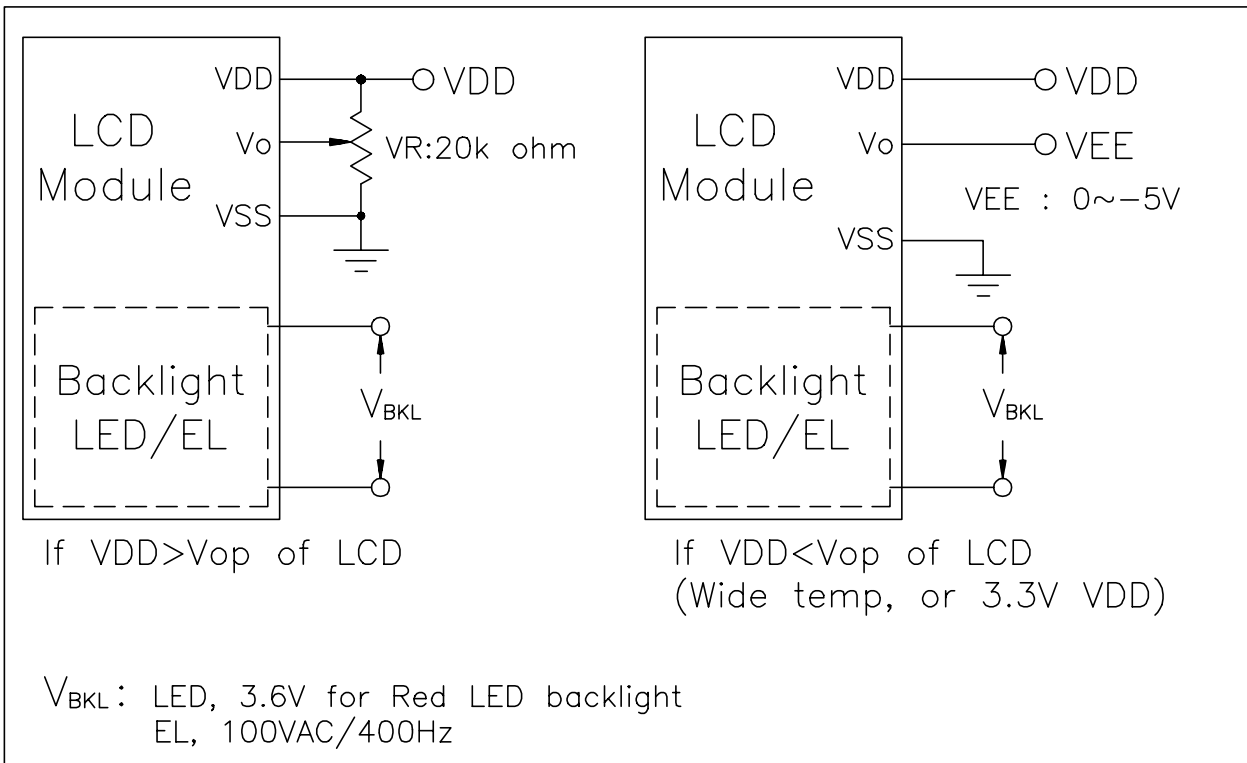 VDD
VDD
LCD
Module
Vo
VR:20k ohm
VSS
Backlight
LED/EL
VBKL
If VDD>Vop of LCD
VDD
VDD
LCD
Module
Vo
VEE
VEE : 0~-5V
VSS
Backlight
LED/EL
VBKL
If VDD<Vop of LCD
(Wide temp, or 3.3V VDD)
VBKL: LED, 3.6V for Red LED backlight
EL, 100VAC/400Hz